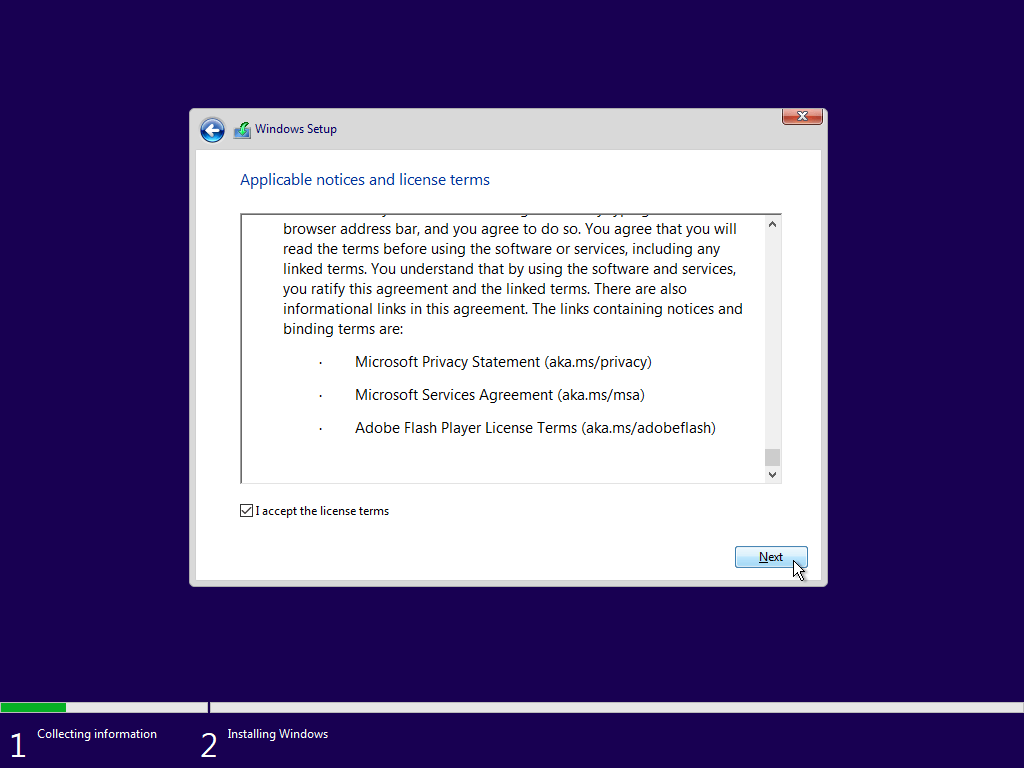 Windows Setup
Applicable notices and license terms
browser address bar, and you agree to do so. You agree that you will
read the terms before using the software or services, including any
linked terms. You understand that by using the software and services,
you ratify this agreement and the linked terms. There are also
informational links in this agreement. The links containing notices and
binding terms are:
· Microsoft Privacy Statement (aka.ms/privacy)
· Microsoft Services Agreement (aka.ms/msa)
· Adobe Flash Player License Terms (aka.ms/adobeflash)
I accept the license terms
Next
1 Collecting information
2 Installing Windows